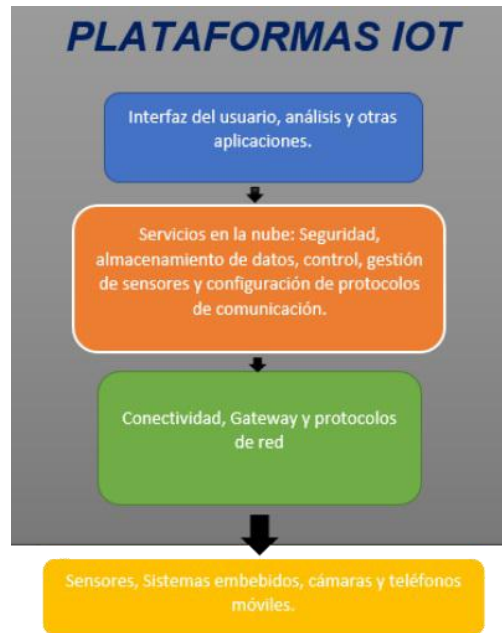 PLATAFORMAS IOT
Interfaz del usuario, análisis y otras
aplicaciones.
Servicios en la nube: Seguridad,
almacenamiento de datos, control, gestión
de sensores y configuración de protocolos
de comunicación.
Conectividad, Gateway y protocolos
de red
Sensores, Sistemas embebidos, cámaras y teléfonos
móviles.